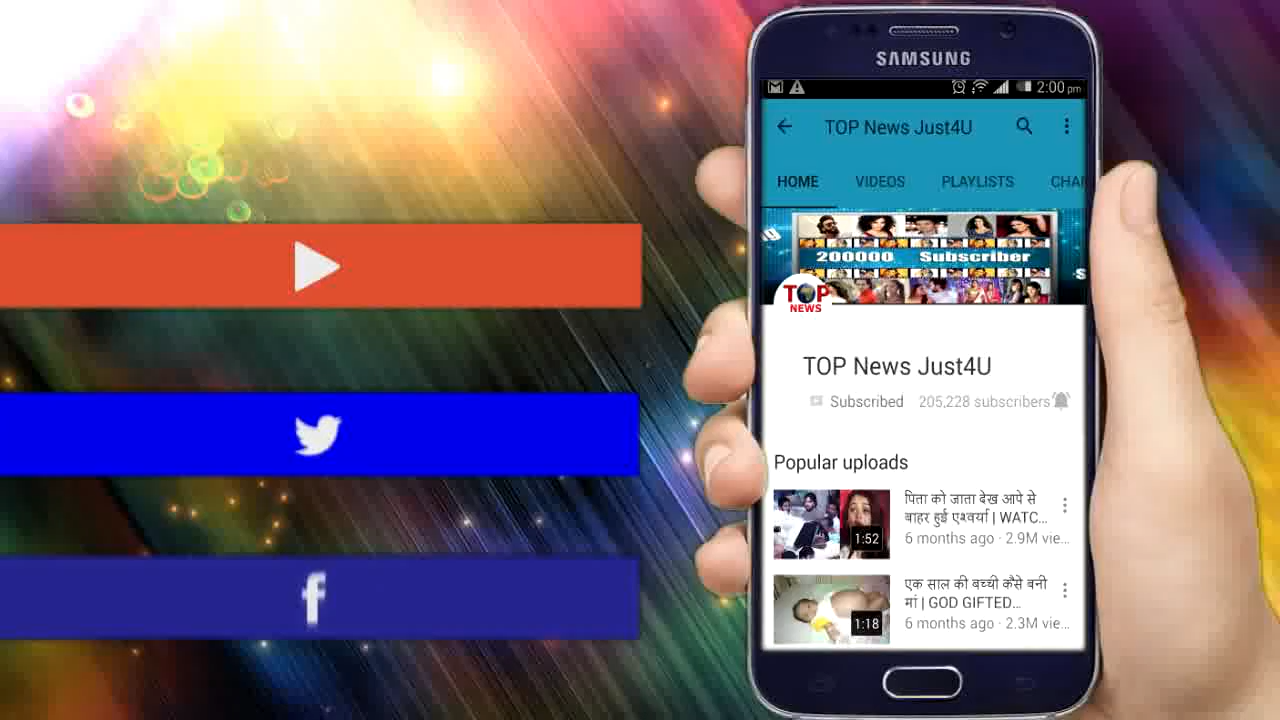 SAMSUNG
2:00 pm
TOP News Just4U
HOME VIDEOS PLAYLISTS CHA
200000 Subscriber
TOP
NEWS
TOP News Just4U
Subscribed 205,228 subscribers
Popular uploads
पिता को जाता देख आपे से
बाहर हुई एश्वर्या | WATC...
6 months ago · 2.9M vie...
1:52
एक साल की बच्ची कैसे बनी
मां | GOD GIFTED...
6 months ago · 2.3M vie...
1:18